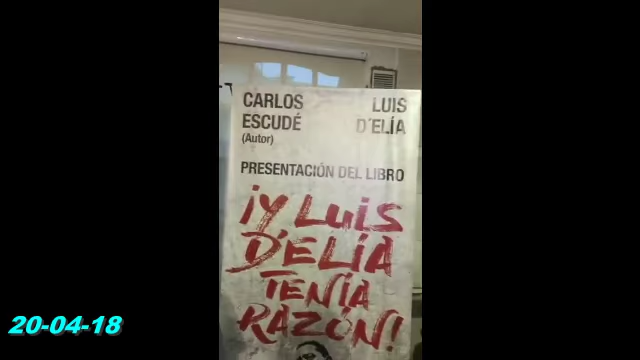 CARLOS ESCUDÉ
(Autor)
LUIS D'ELÍA
PRESENTACIÓN DEL LIBRO
¡Y LUIS
D'ELÍA
TENÍA
RAZÓN!
20-04-18